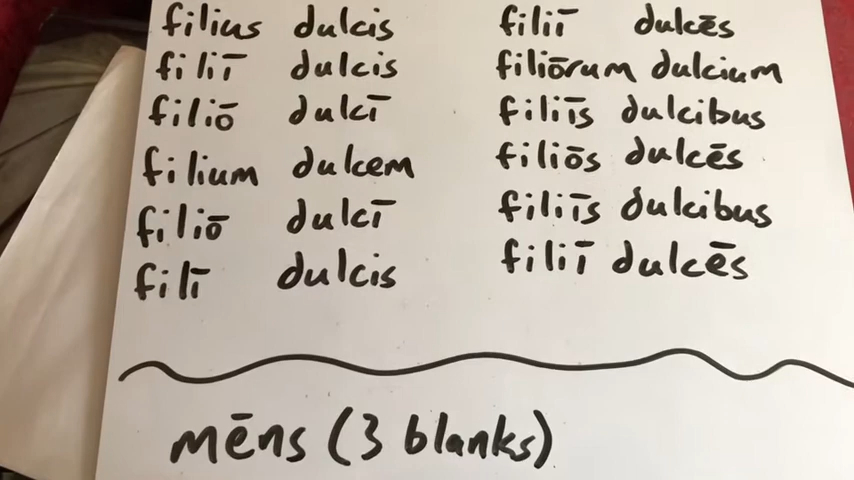 filius dulcis filiī dulcēs
filiī dulcis filiōrum dulcium
filiō dulcī filiīs dulcibus
filium dulcem filiōs dulcēs
filiō dulcī filiīs dulcibus
filī dulcis filiī dulcēs
mēns (3 blanks)